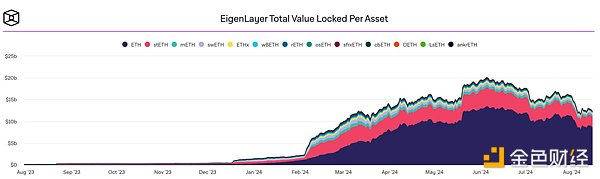 EigenLayer Total Value Locked Per Asset
ETH stETH mETH swETH ETHx wBETH rETH osETH sfrxETH cbETH OETH LsETH ankrETH
$25b
$20b
$15b
$10b
$5b
$0
Aug '23 Sep '23 Oct '23 Nov '23 Dec '23 Jan '24 Feb '24 Mar '24 Apr '24 May '24 Jun '24 Jul '24 Aug '24
金色财经